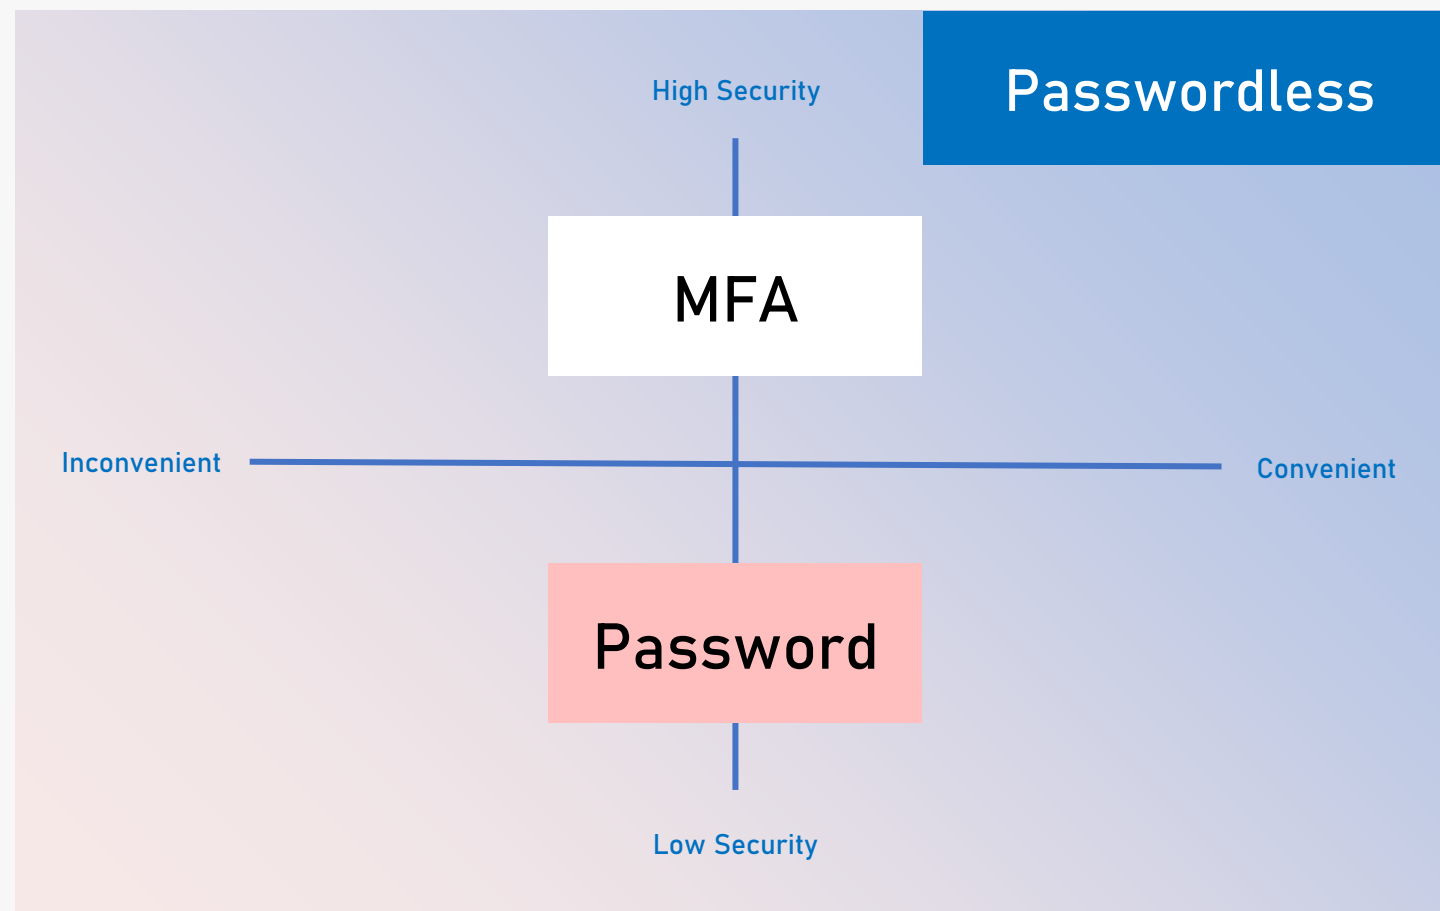 High Security
Passwordless
MFA
Inconvenient
Convenient
Password
Low Security